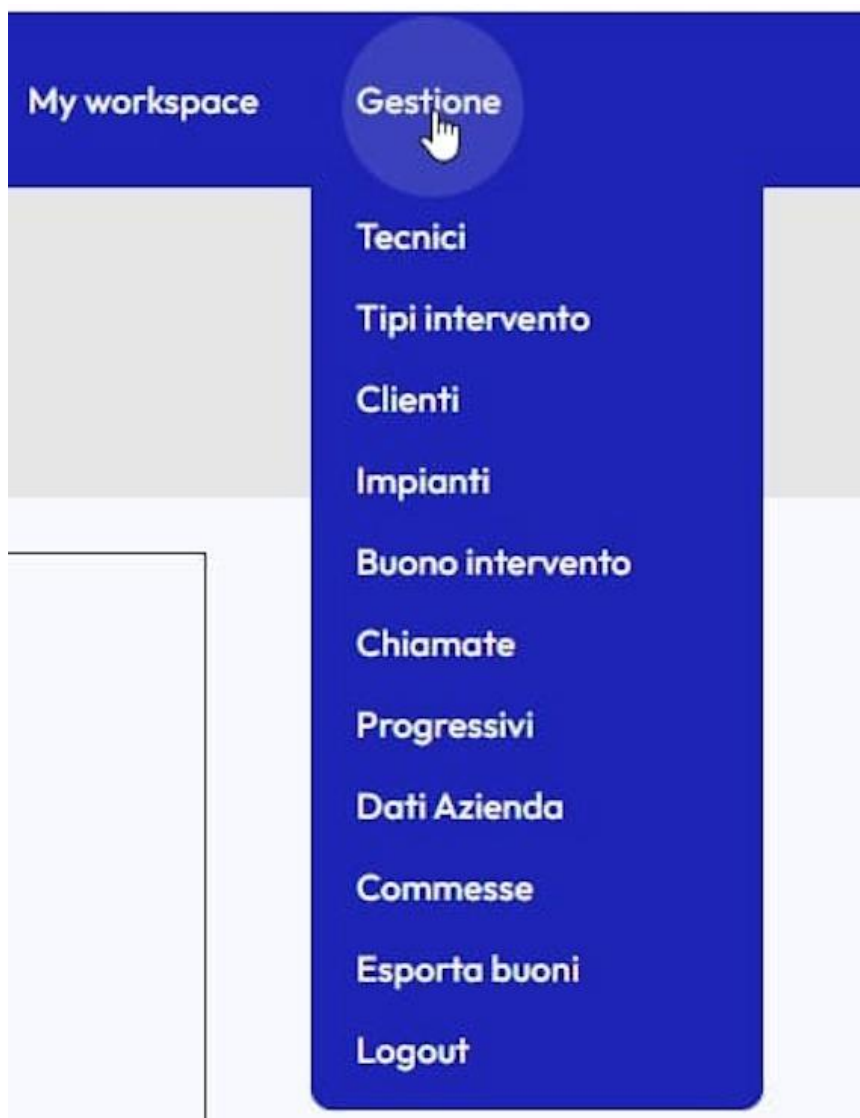 My workspace
Gestione
Tecnici
Tipi intervento
Clienti
Impianti
Buono intervento
Chiamate
Progressivi
Dati Azienda
Commesse
Esporta buoni
Logout